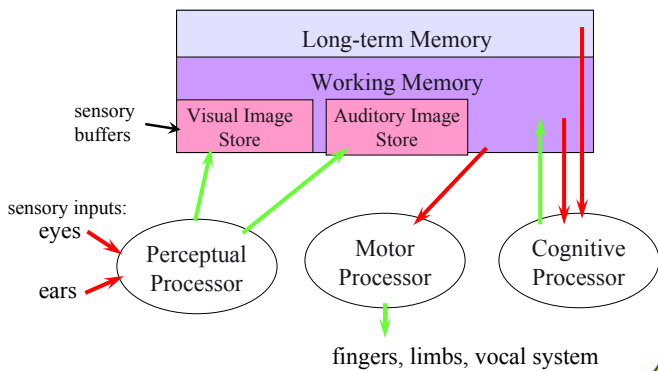 Long-term Memory
Working Memory
sensory
buffers
Visual Image
Store
Auditory Image
Store
sensory inputs:
eyes
ears
Perceptual
Processor
Motor
Processor
Cognitive
Processor
fingers, limbs, vocal system